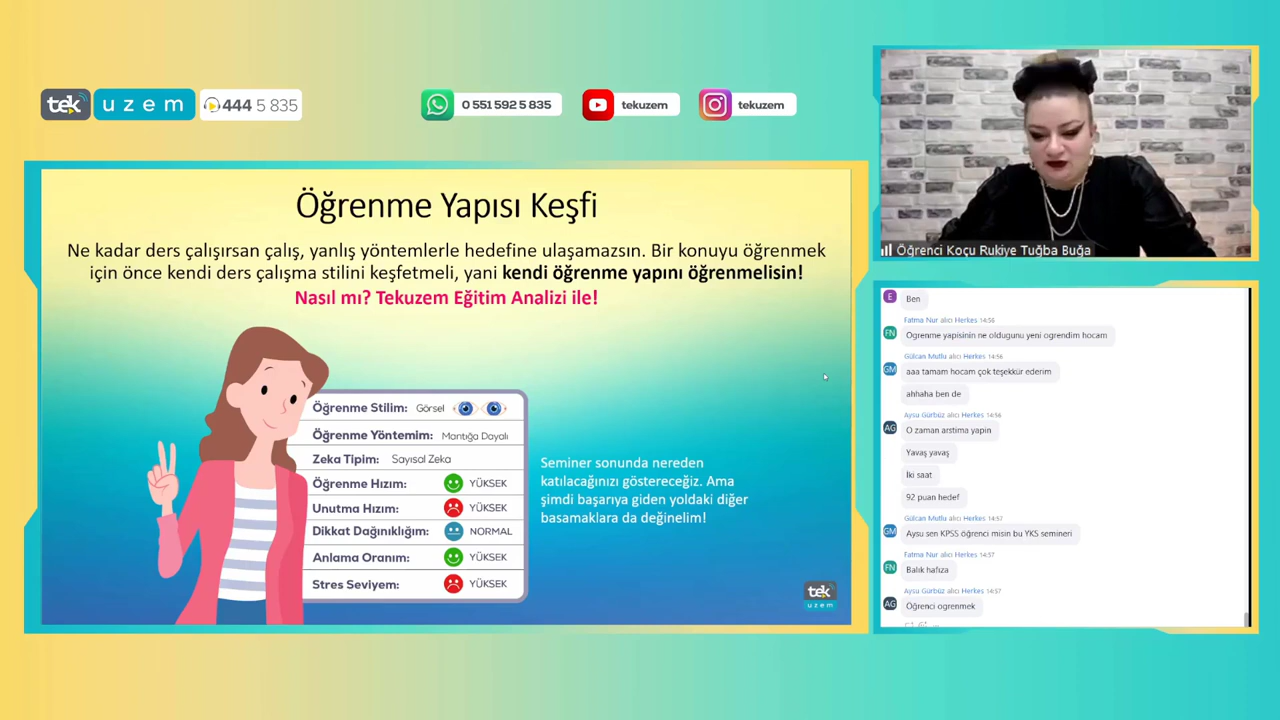 tek uzem 444 5 835
0 551 592 5 835
tekuzem
tekuzem
Öğrenme Yapısı Keşfi
Ne kadar ders çalışırsan çalış, yanlış yöntemlerle hedefine ulaşamazsın. Bir konuyu öğrenmek
için önce kendi ders çalışma stilini keşfetmeli, yani kendi öğrenme yapını öğrenmelisin!
Nasıl mı? Tekuzem Eğitim Analizi ile!
Öğrenme Stilim: Görsel
Öğrenme Yöntemim: Mantığa Dayalı
Zeka Tipim: Sayısal Zeka
Öğrenme Hızım: YÜKSEK
Unutma Hızım: YÜKSEK
Dikkat Dağınıklığım: NORMAL
Anlama Oranım: YÜKSEK
Stres Seviyem: YÜKSEK
Seminer sonunda nereden
katılacağınızı göstereceğiz. Ama
şimdi başarıya giden yoldaki diğer
basamaklara da değinelim!
tek
uzem
Öğrenci Koçu Rukiye Tuğba Buğa
E
Ben
Fatma Nur alıcı Herkes 14:56
FN
Ogrenme yapisinin ne oldugunu yeni ogrendim hocam
Gülcan Mutlu alıcı Herkes 14:56
GM
aaa tamam hocam çok teşekkür ederim
ahhaha ben de
Aysu Gürbüz alıcı Herkes 14:56
AG
O zaman arstima yapin
Yavaş yavaş
İki saat
92 puan hedef
Gülcan Mutlu alıcı Herkes 14:57
GM
Aysu sen KPSS öğrenci misin bu YKS semineri
Fatma Nur alıcı Herkes 14:57
FN
Balık hafıza
Aysu Gürbüz alıcı Herkes 14:57
AG
Öğrenci ogrenmek